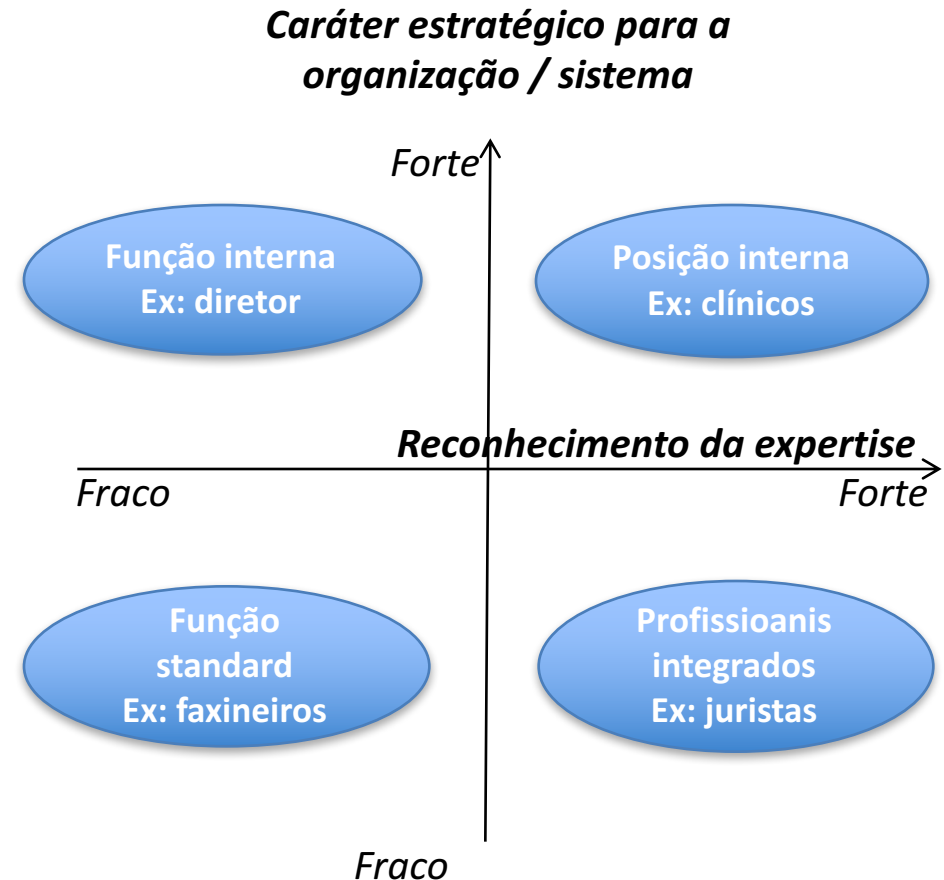 Caráter estratégico para a
organização / sistema
Forte
Função interna
Ex: diretor
Posição interna
Ex: clínicos
Reconhecimento da expertise
Fraco
Forte
Função
standard
Ex: faxineiros
Profissioanis
integrados
Ex: juristas
Fraco